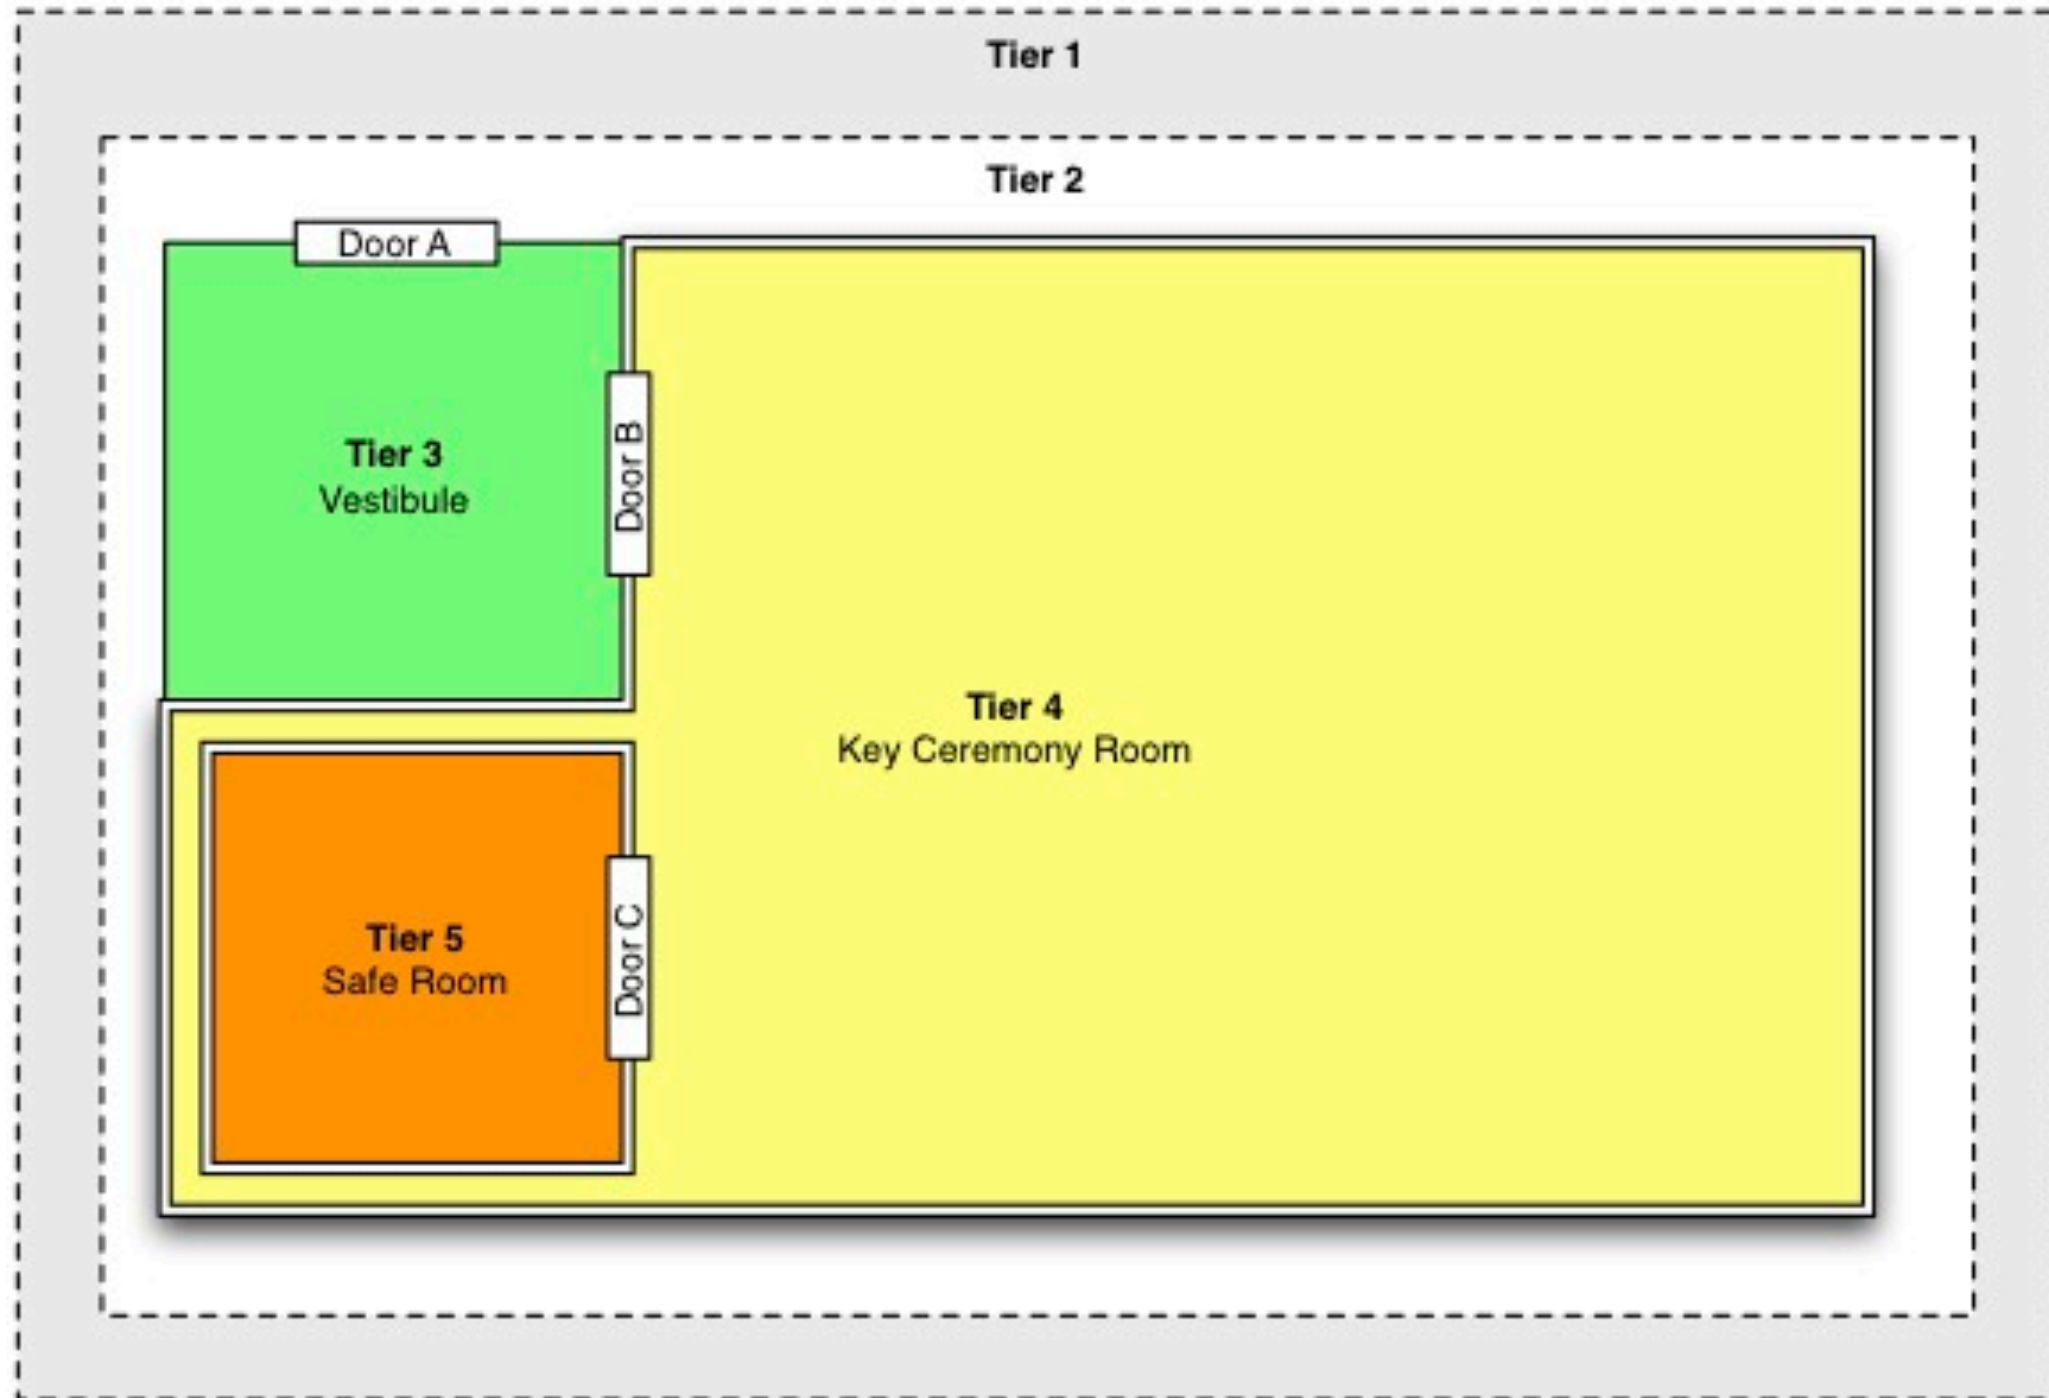 Tier 1
Tier 2
Door A
Door B
Tier 3
Vestibule
Tier 4
Key Ceremony Room
Tier 5
Safe Room
Door C